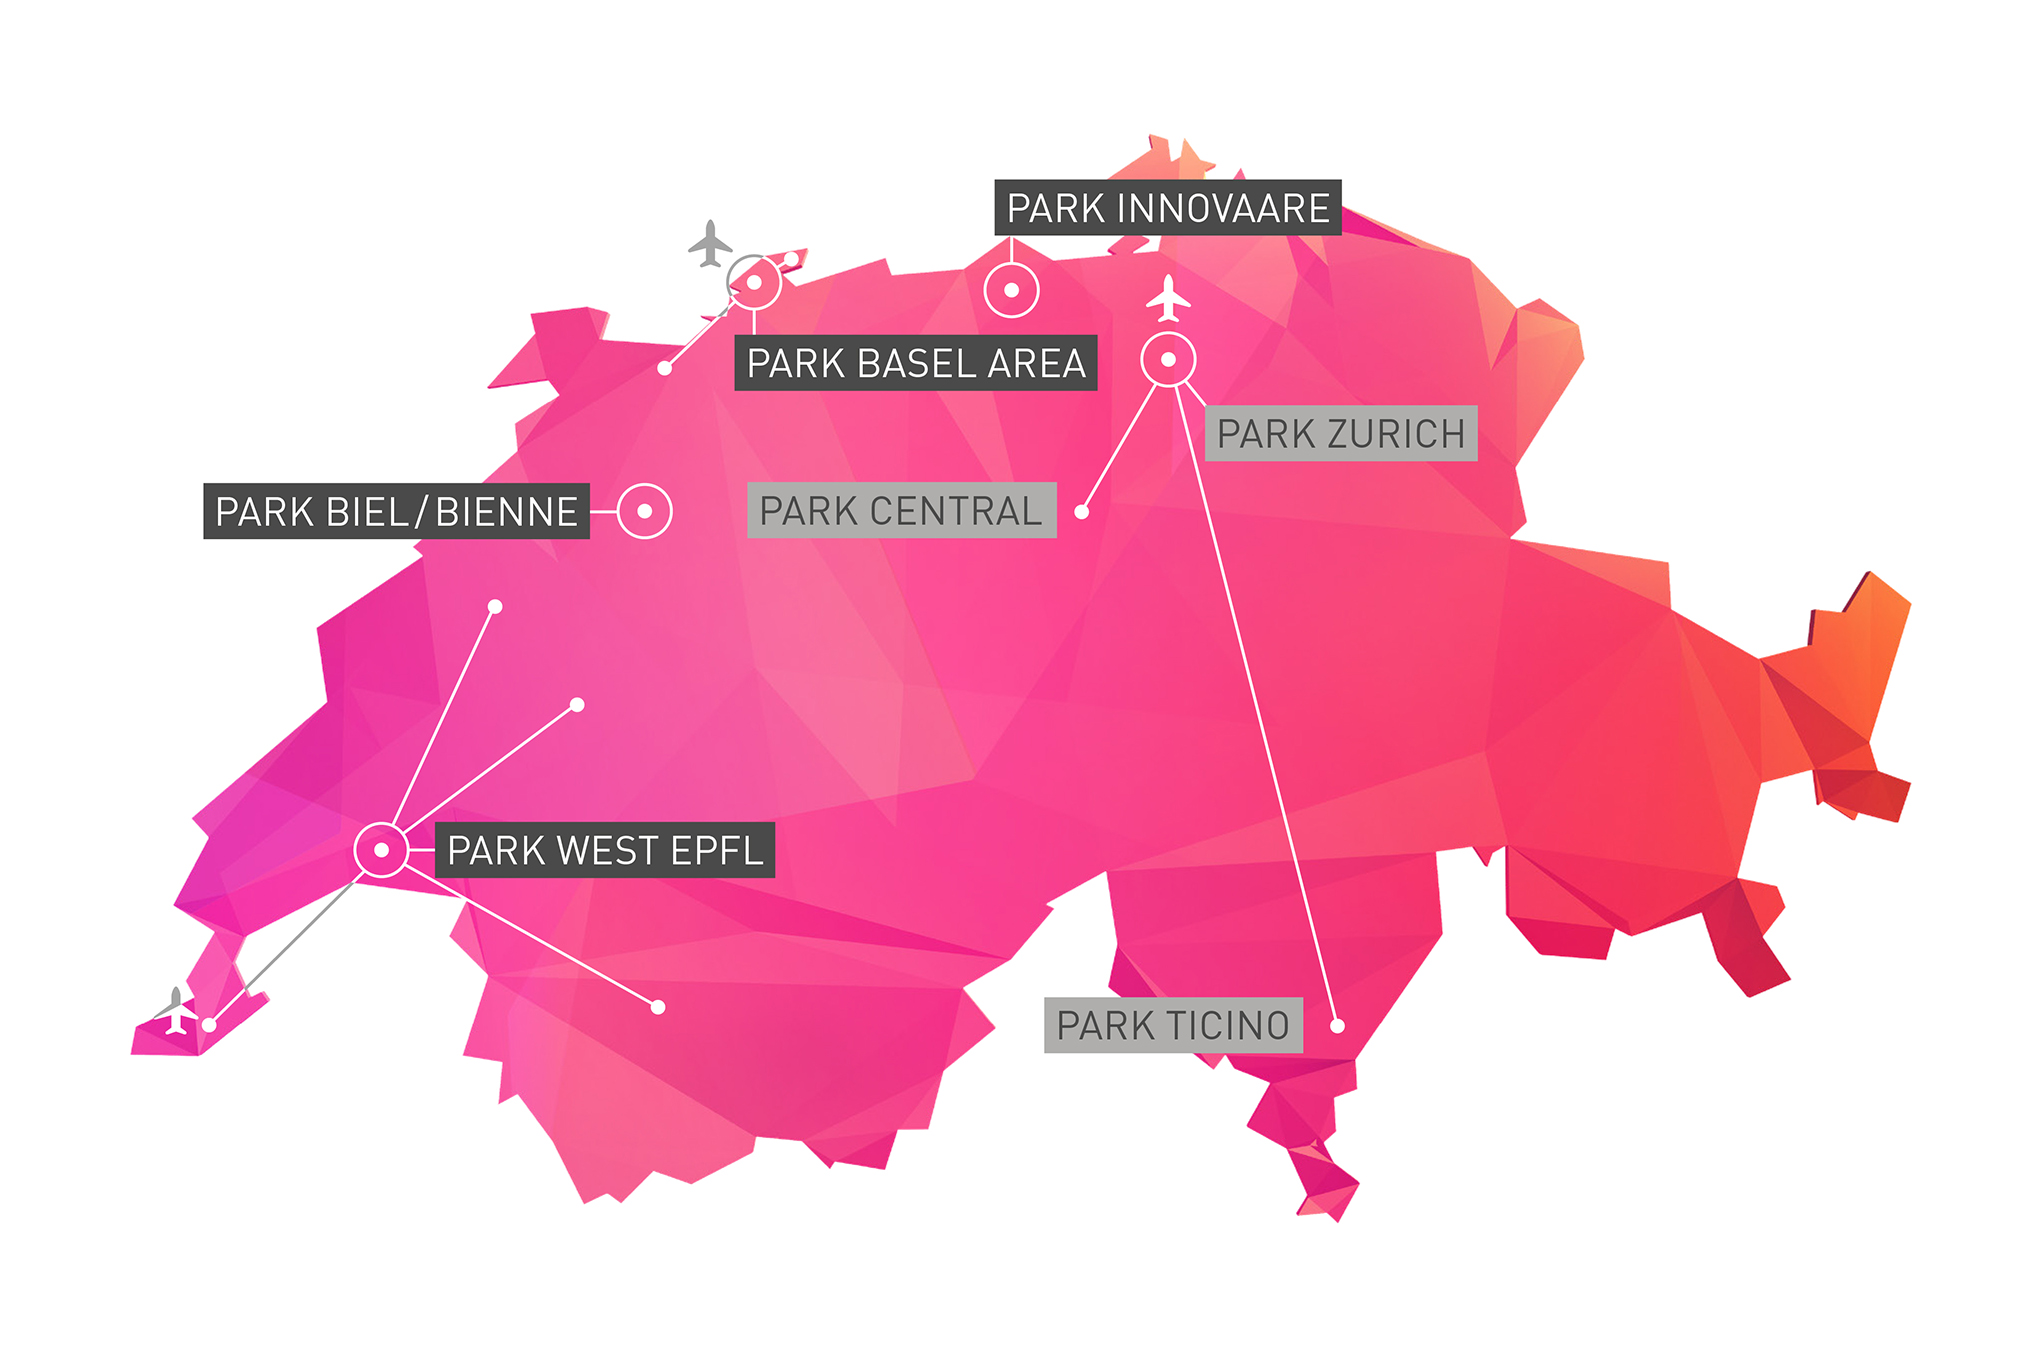 PARK INNOVAARE
PARK BASEL AREA
PARK ZURICH
PARK BIEL/BIENNE
PARK CENTRAL
PARK WEST EPFL
PARK TICINO